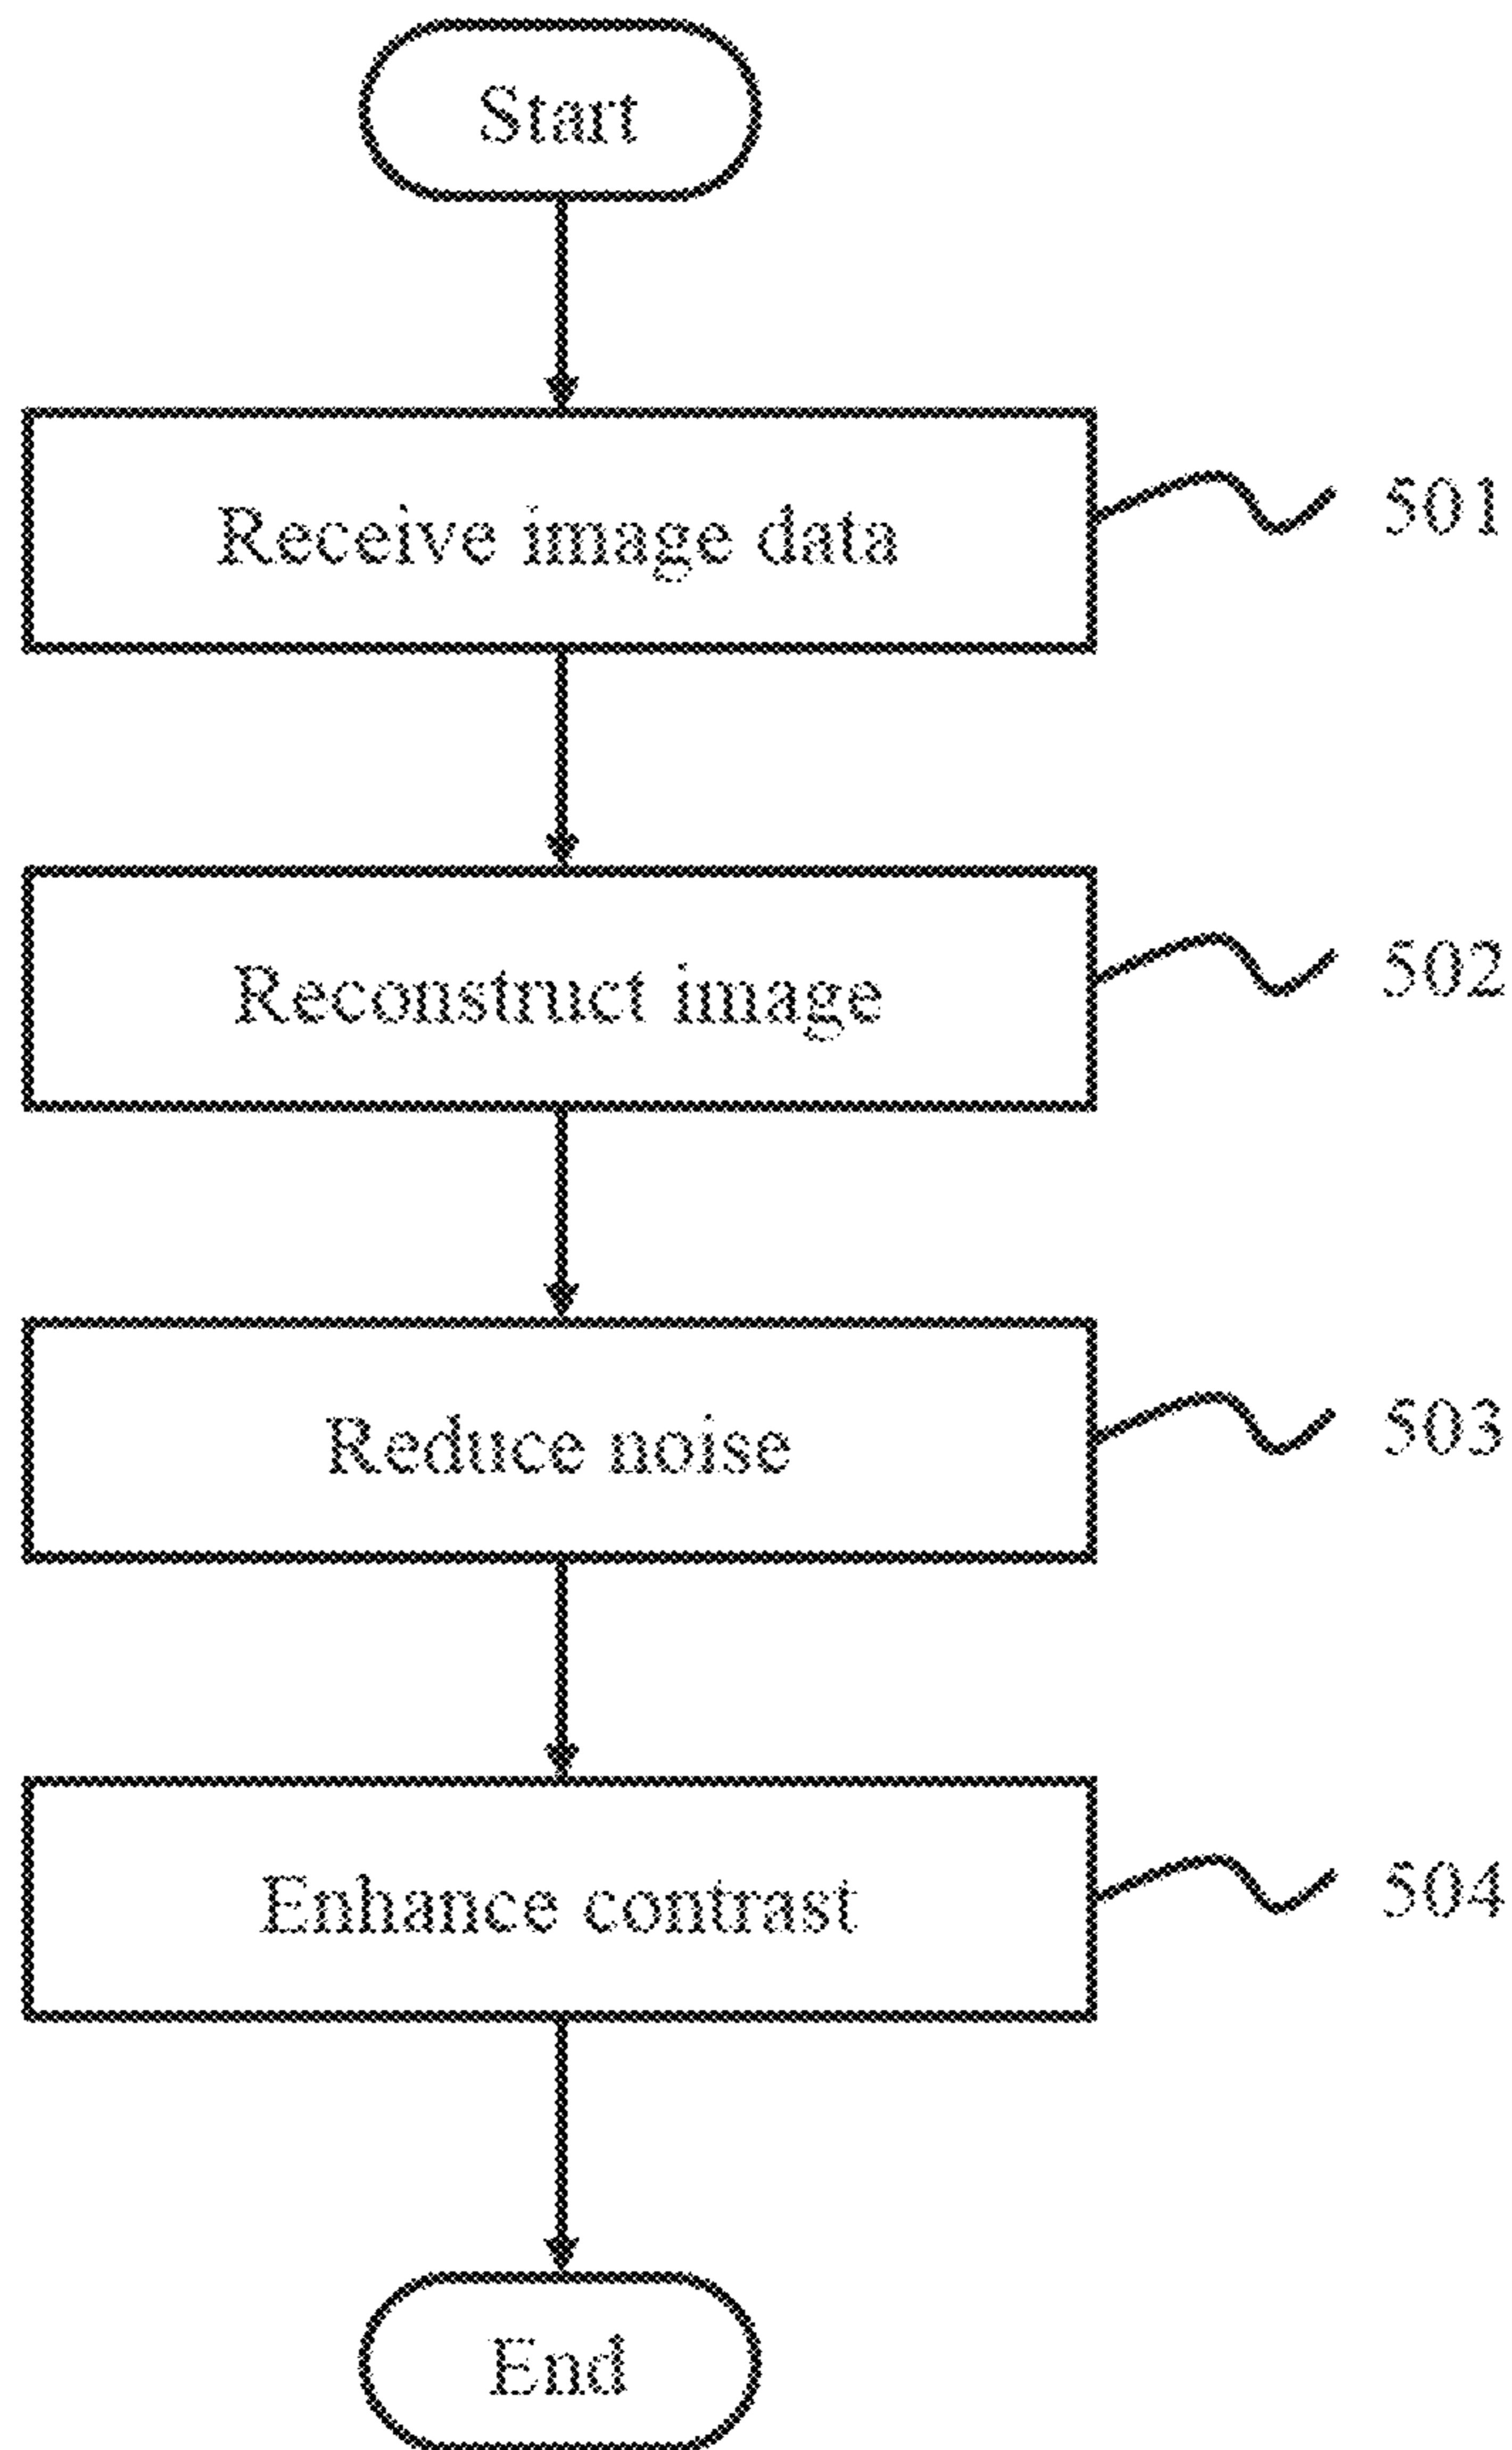 Start
Receive image data
501
Reconstruct image
502
Reduce noise
503
Enhance contrast
504
End